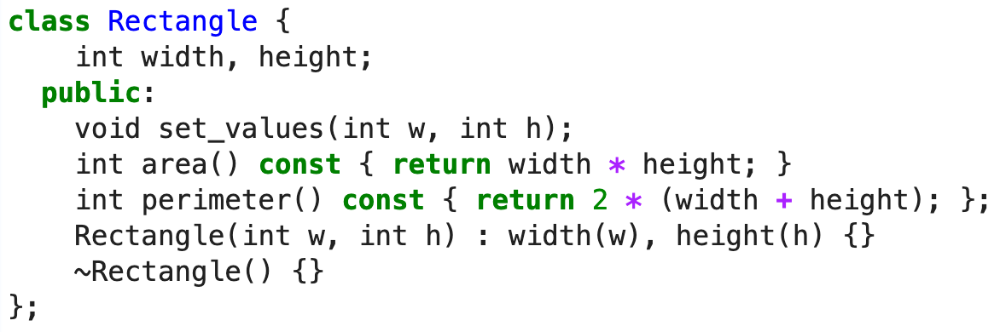 class Rectangle {
    int width, height;
  public:
    void set_values(int w, int h);
    int area() const { return width * height; }
    int perimeter() const { return 2 * (width + height); };
    Rectangle(int w, int h) : width(w), height(h) {}
    ~Rectangle() {}
};